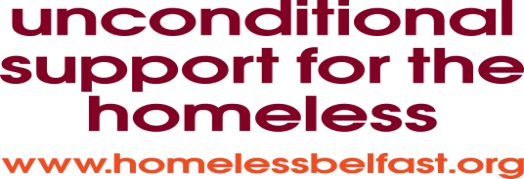 unconditional
support for the
homeless
www.homelessbelfast.org